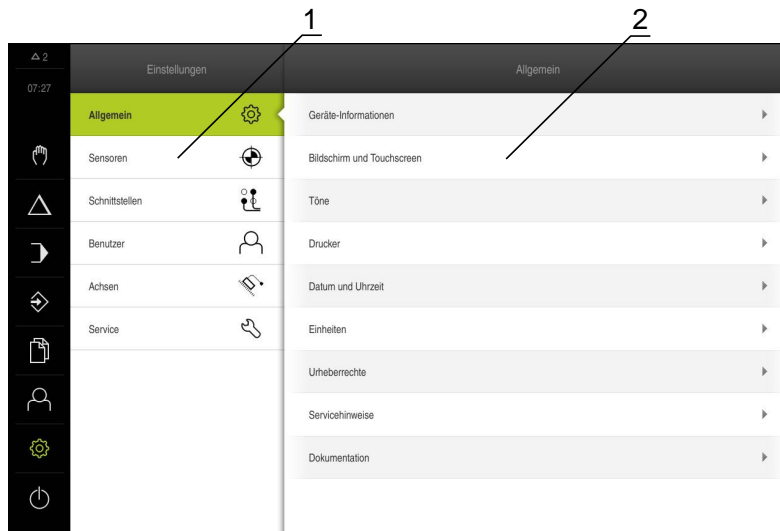 1
2
△ 2
07:27
Einstellungen
Allgemein
Allgemein
Sensoren
Schnittstellen
Benutzer
Achsen
Service
Geräte-Informationen
Bildschirm und Touchscreen
Töne
Drucker
Datum und Uhrzeit
Einheiten
Urheberrechte
Servicehinweise
Dokumentation